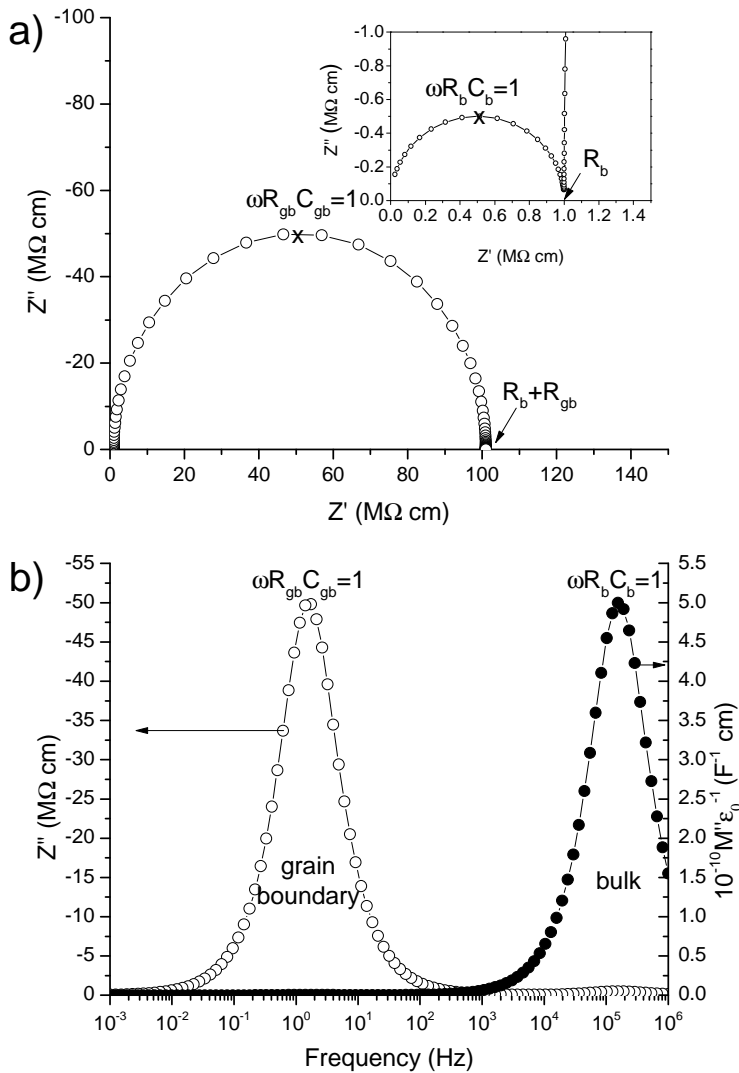 a)
-100
-80
-60
-40
-20
0
Z'' (MΩ cm)
0 20 40 60 80 100 120 140
Z' (MΩ cm)
ωR_gbC_gb=1
x
R_b+R_gb
-1.0
-0.8
-0.6
-0.4
-0.2
0.0
Z'' (MΩ cm)
0.0 0.2 0.4 0.6 0.8 1.0 1.2 1.4
Z' (MΩ cm)
ωR_bC_b=1
x
R_b
b)
-55
-50
-45
-40
-35
-30
-25
-20
-15
-10
-5
0
Z'' (MΩ cm)
ωR_gbC_gb=1
ωR_bC_b=1
grain
boundary
bulk
5.5
5.0
4.5
4.0
3.5
3.0
2.5
2.0
1.5
1.0
0.5
0.0
10^-10M''ε_0^-1 (F^-1 cm)
10^-3 10^-2 10^-1 10^0 10^1 10^2 10^3 10^4 10^5 10^6
Frequency (Hz)